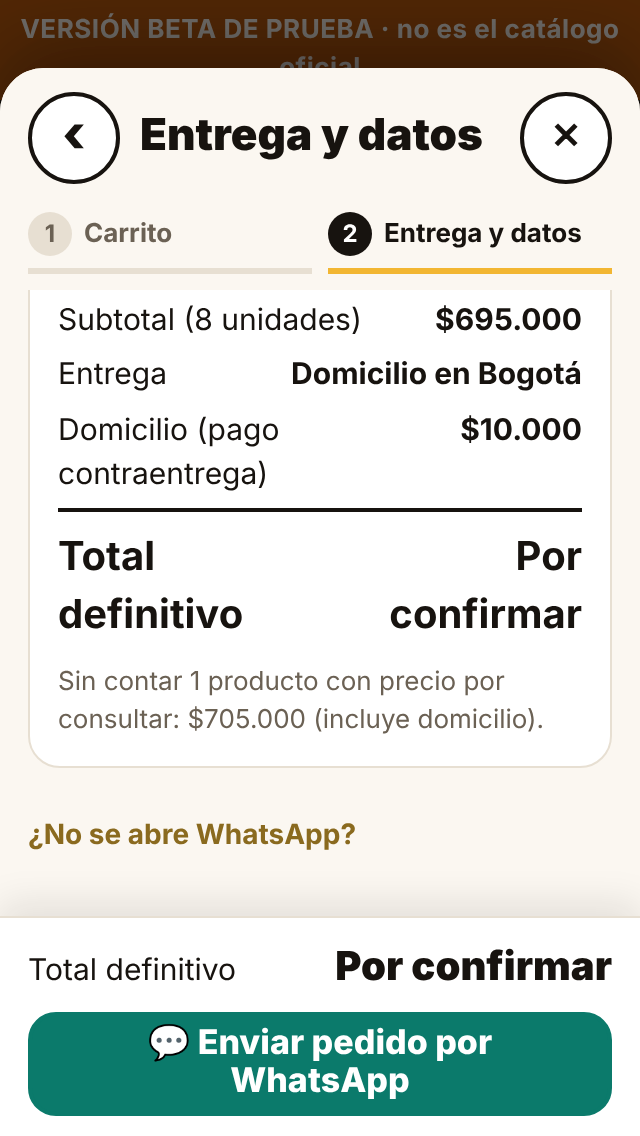 VERSIÓN BETA DE PRUEBA · no es el catálogo
oficial
Entrega y datos
1 Carrito
2 Entrega y datos
Subtotal (8 unidades) $695.000
Entrega Domicilio en Bogotá
Domicilio (pago $10.000
contraentrega)
Total Por
definitivo confirmar
Sin contar 1 producto con precio por
consultar: $705.000 (incluye domicilio).
¿No se abre WhatsApp?
Total definitivo Por confirmar
Enviar pedido por
WhatsApp